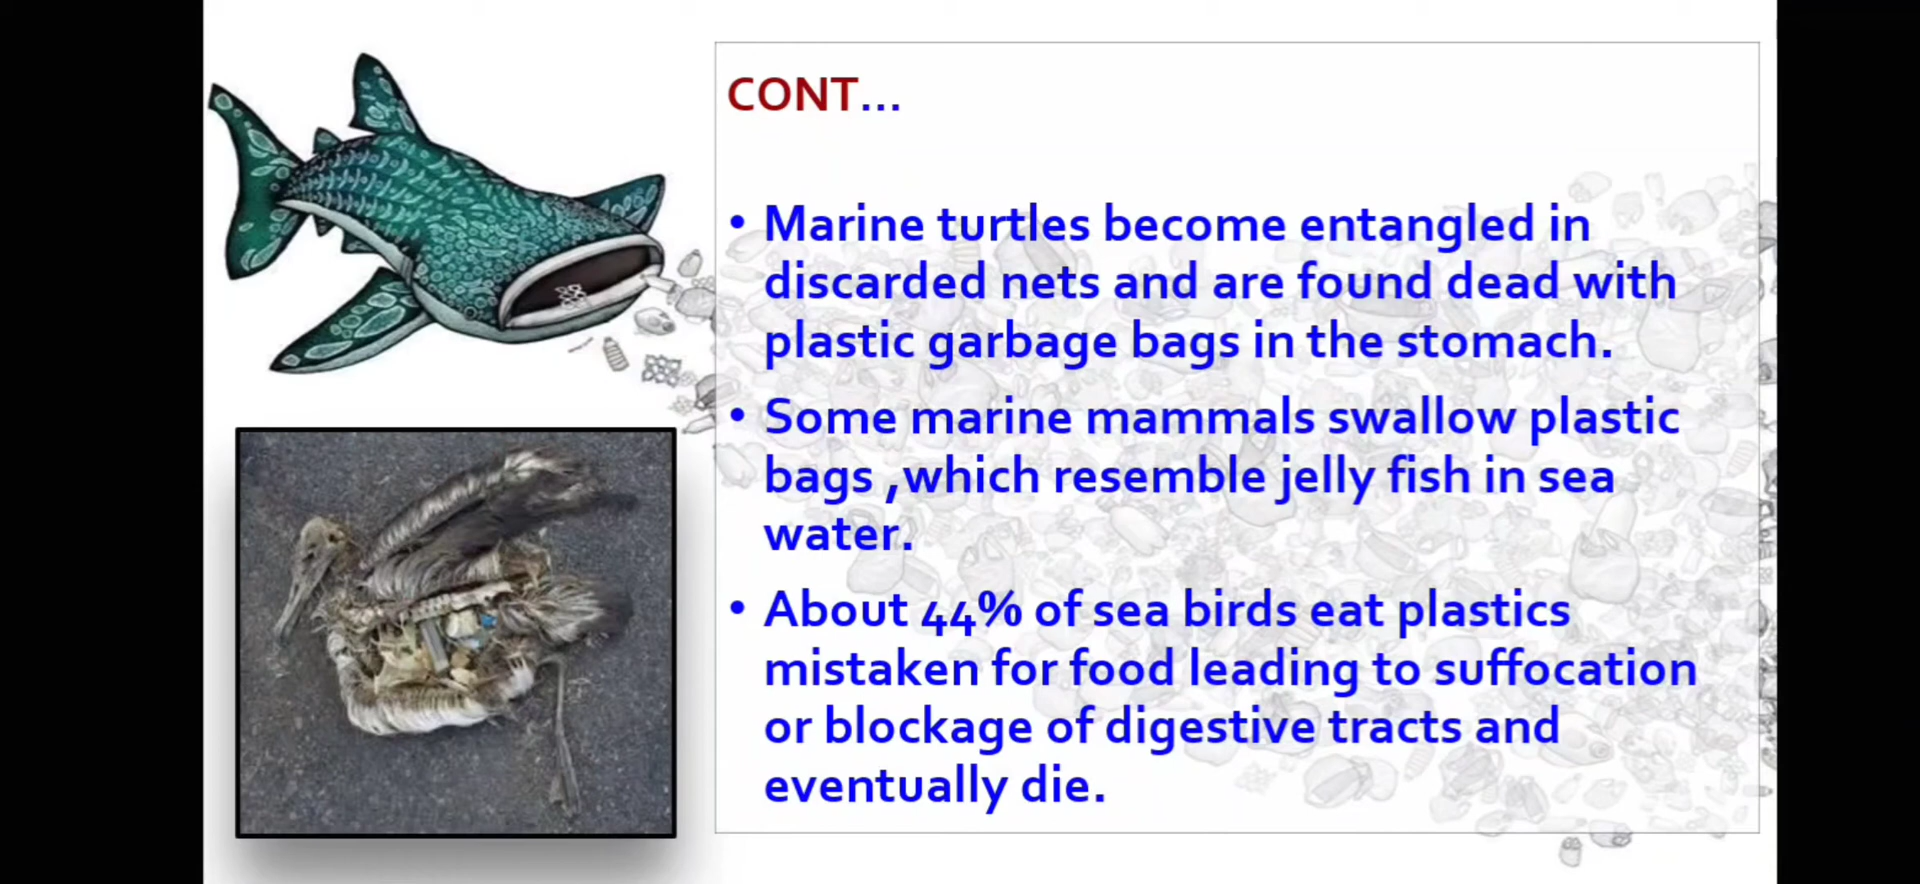 CONT...
• Marine turtles become entangled in
discarded nets and are found dead with
plastic garbage bags in the stomach.
• Some marine mammals swallow plastic
bags ,which resemble jelly fish in sea
water.
• About 44% of sea birds eat plastics
mistaken for food leading to suffocation
or blockage of digestive tracts and
eventually die.